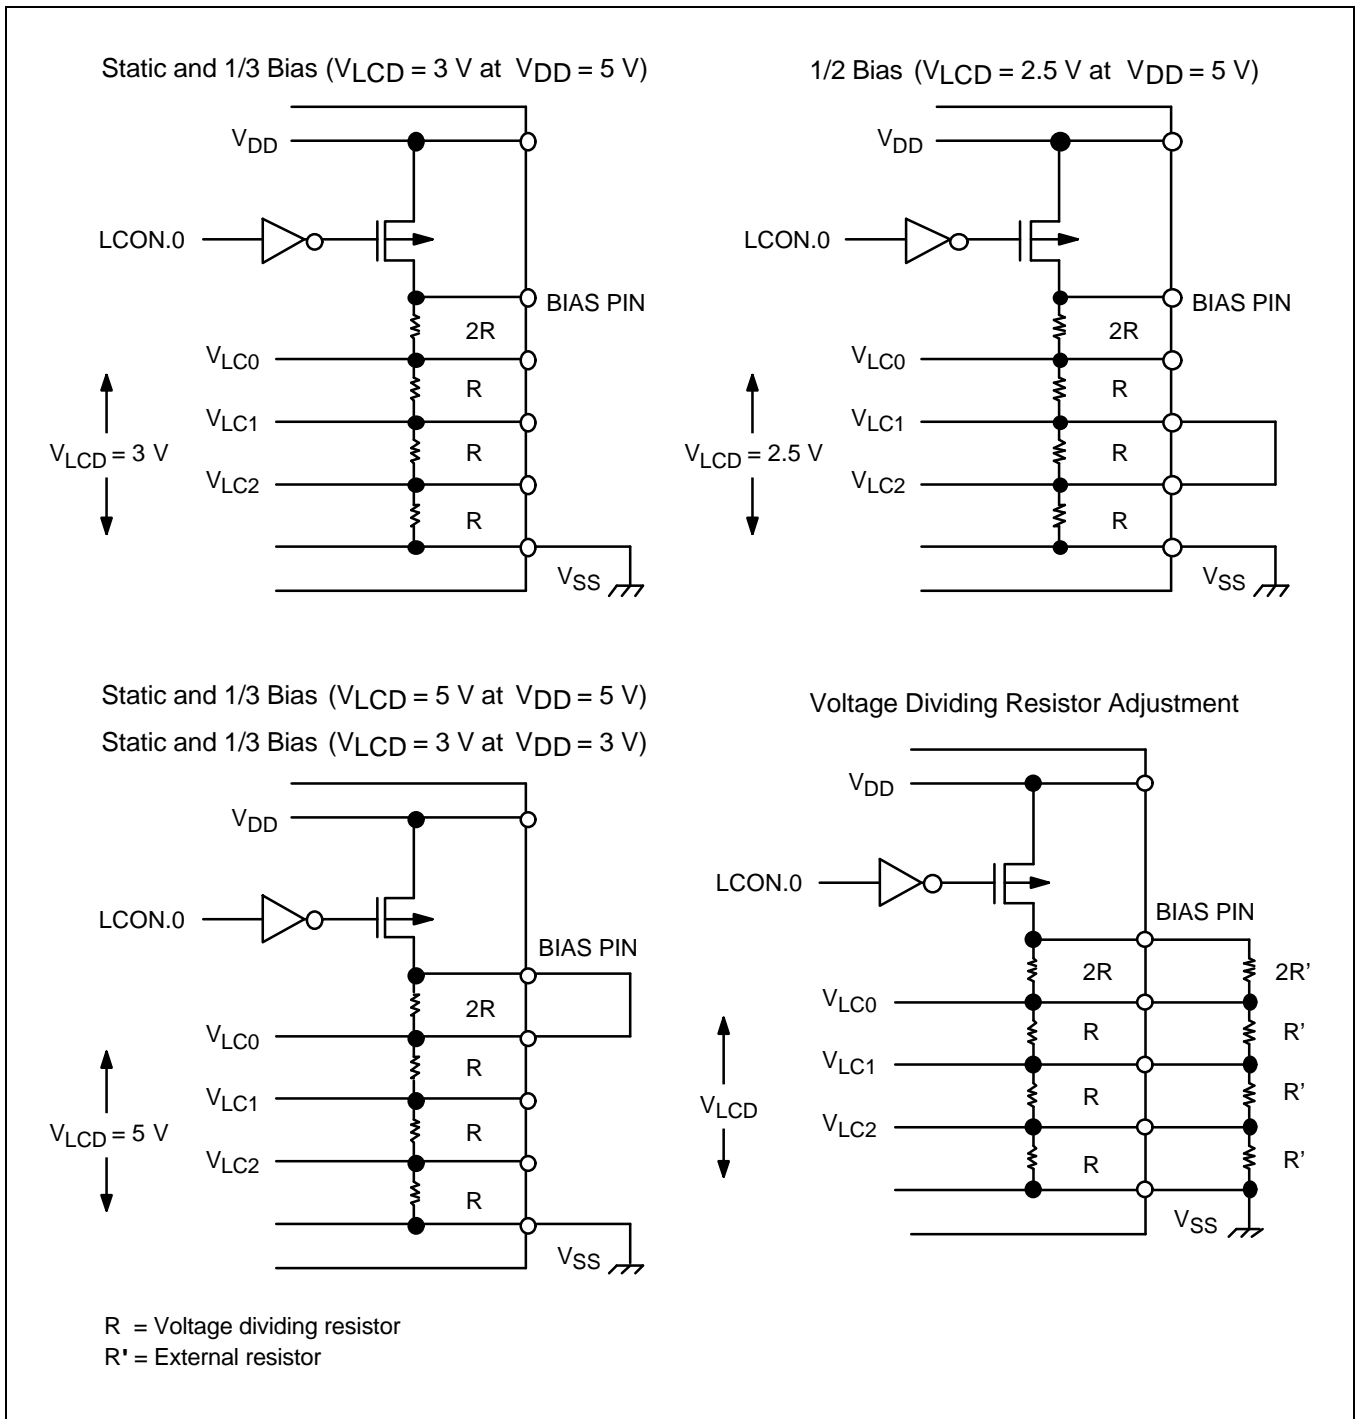 Static and 1/3 Bias (VLCD = 3 V at VDD = 5 V)
VDD
LCON.0
BIAS PIN
2R
VLC0
R
VLC1
VLCD = 3 V
R
VLC2
R
VSS
1/2 Bias (VLCD = 2.5 V at VDD = 5 V)
VDD
LCON.0
BIAS PIN
2R
VLC0
R
VLC1
VLCD = 2.5 V
R
VLC2
R
VSS
Static and 1/3 Bias (VLCD = 5 V at VDD = 5 V)
Static and 1/3 Bias (VLCD = 3 V at VDD = 3 V)
VDD
LCON.0
BIAS PIN
2R
VLC0
R
VLC1
VLCD = 5 V
R
VLC2
R
VSS
Voltage Dividing Resistor Adjustment
VDD
LCON.0
BIAS PIN
2R 2R'
VLC0
R R'
VLC1
VLCD
R R'
VLC2
R R'
VSS
R = Voltage dividing resistor
R' = External resistor